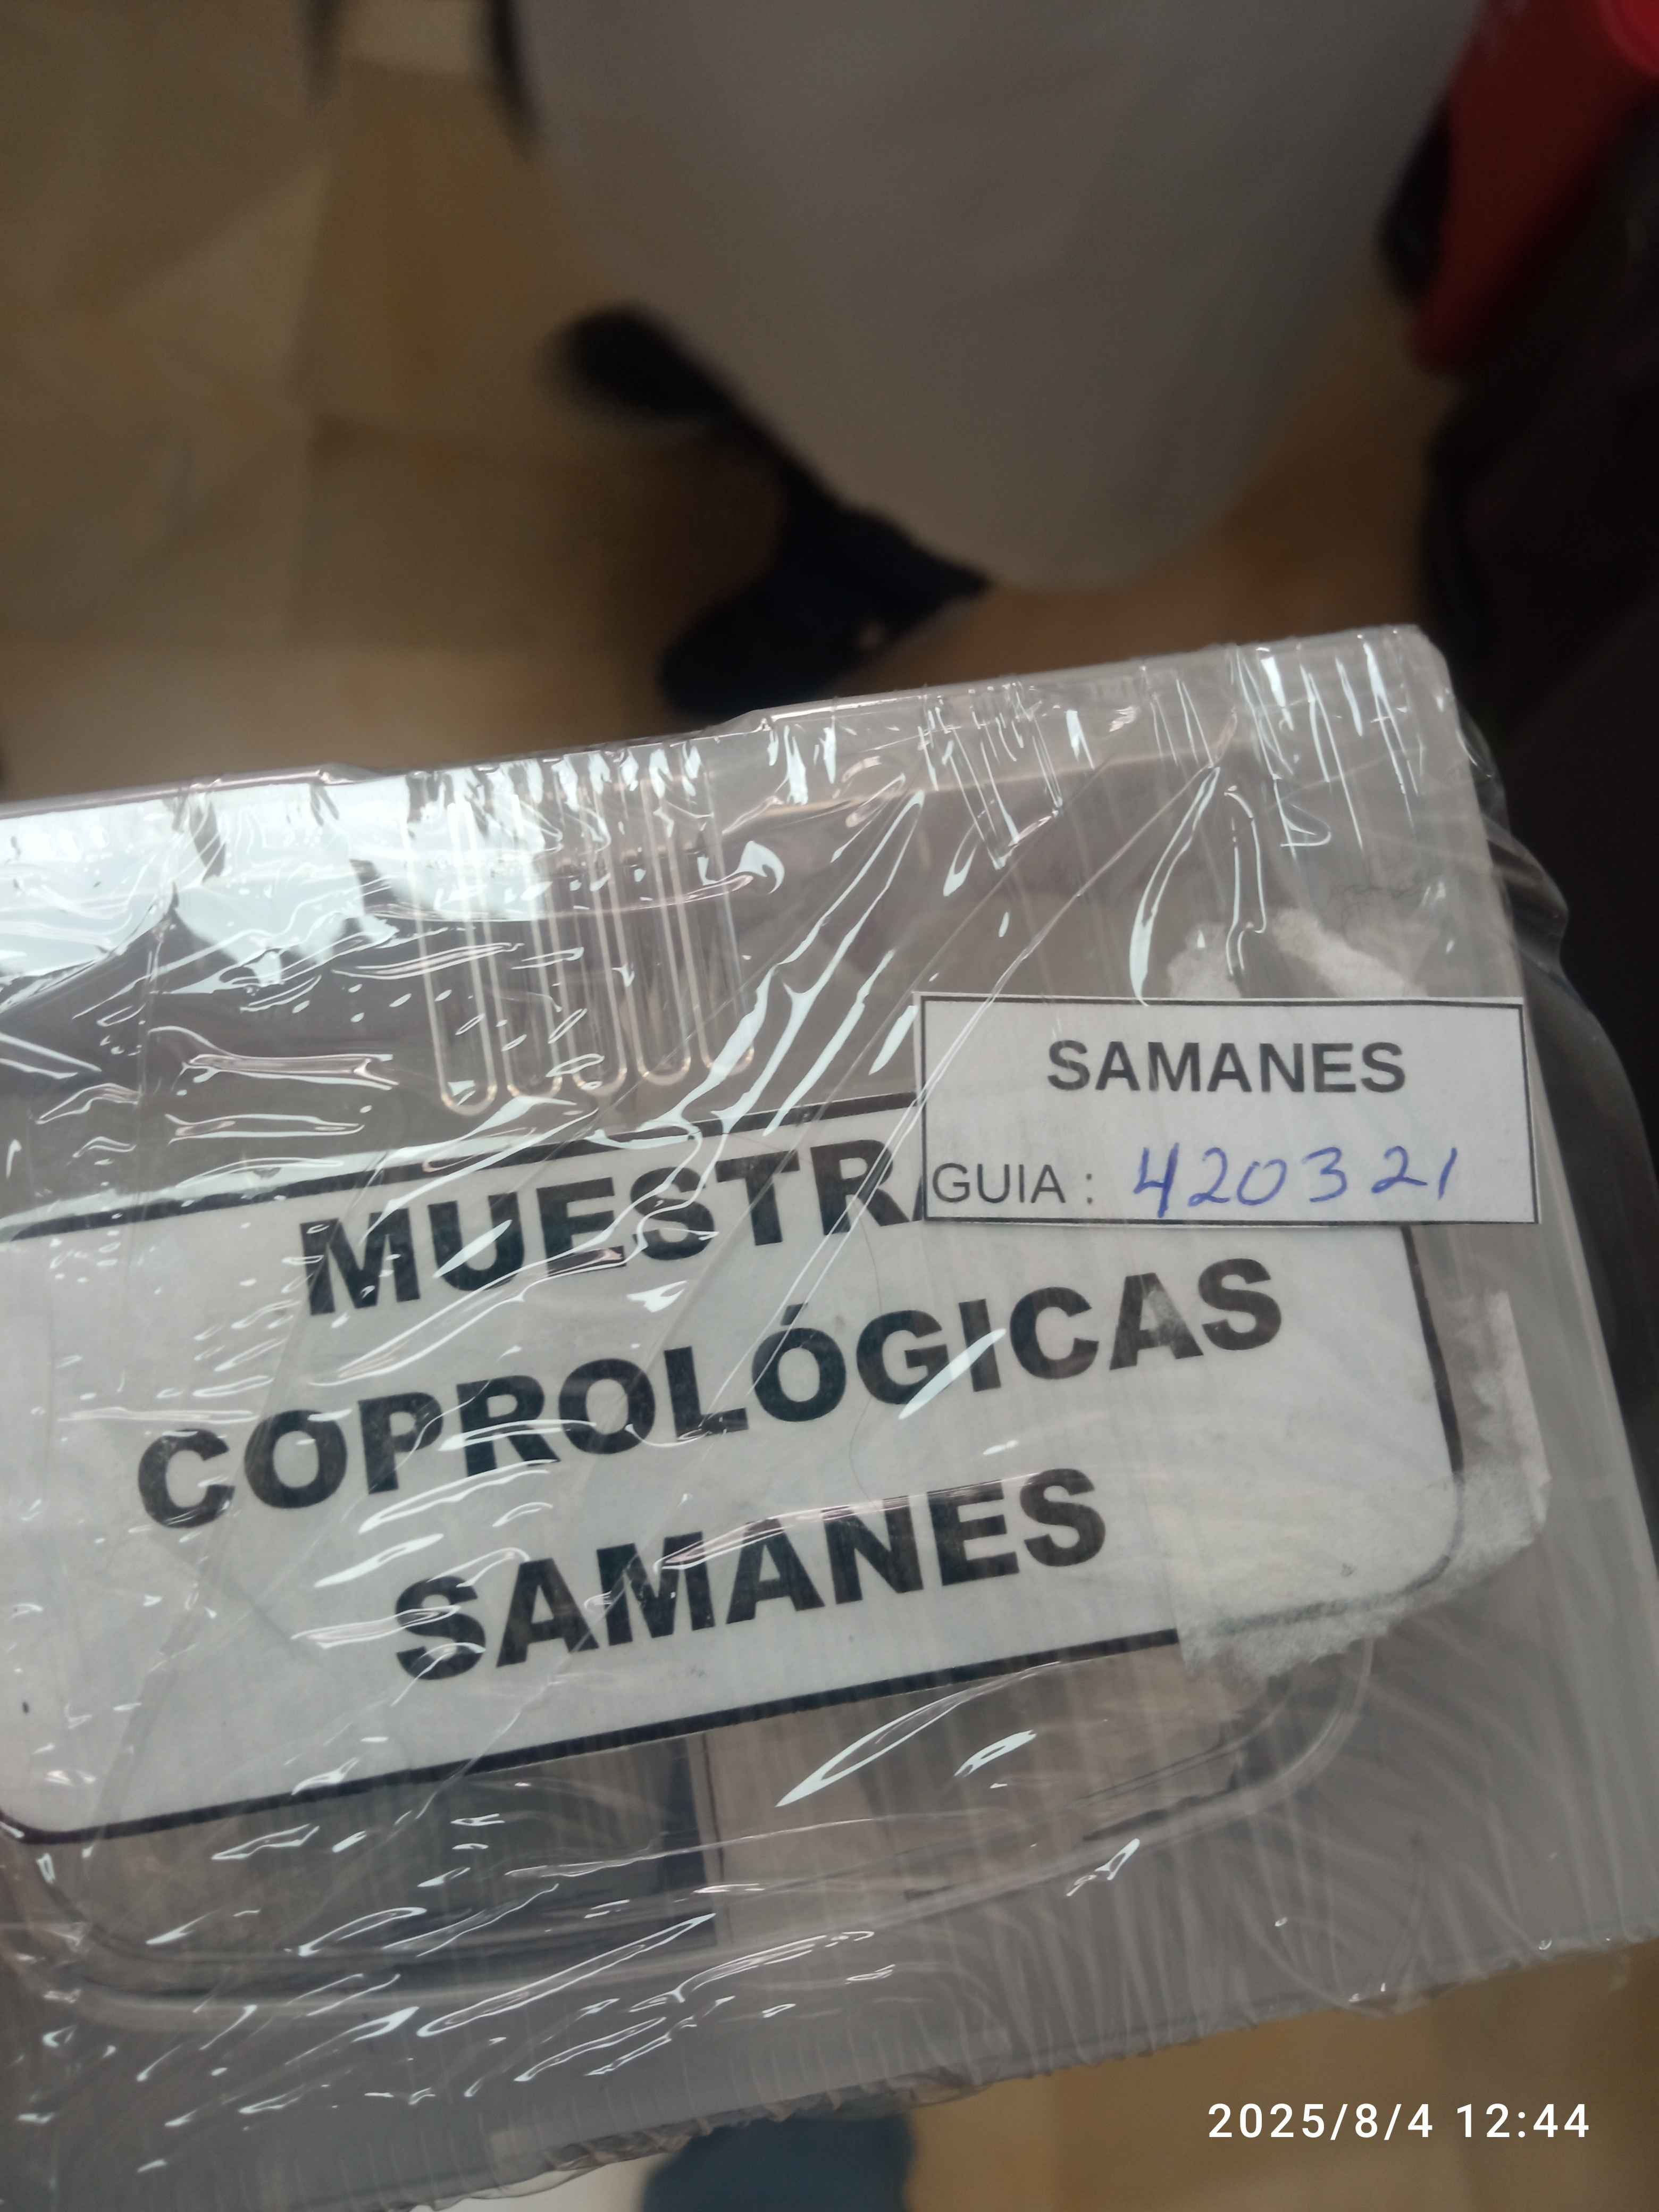 SAMANES
GUIA : 420321
MUESTR
COPROLÓGICAS
SAMANES
2025/8/4 12:44